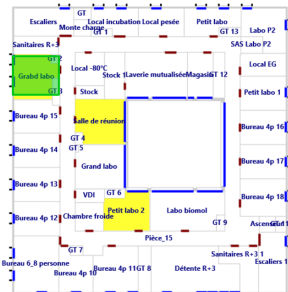 GT
Escaliers
Local incubation
Local pesée
Petit labo
Monte charge
GT 1
GT 13
Labo P2
Sanitaires R+3
SAS Labo P2
GT 2
Grabd labo
GT 3
Local -80°C
Stock 1
Laverie mutualisée
Magasin
GT 12
Local EG
Stock
Petit labo 1
Bureau 4p 15
Salle de réunion
Bureau 4p 16
GT 4
GT 5
Bureau 4p 14
Grand labo
Bureau 4p 17
Bureau 4p 13
VDI
GT 6
Bureau 4p 18
Bureau 4p 12
Chambre froide
Petit labo 2
Labo biomol
GT 9
Ascenseur
Pièce_15
GT 7
Sanitaires R+3 1
Escaliers 1
Bureau 6_8 personne
Bureau 4p 10
Bureau 4p 11
GT 8
Détente R+3